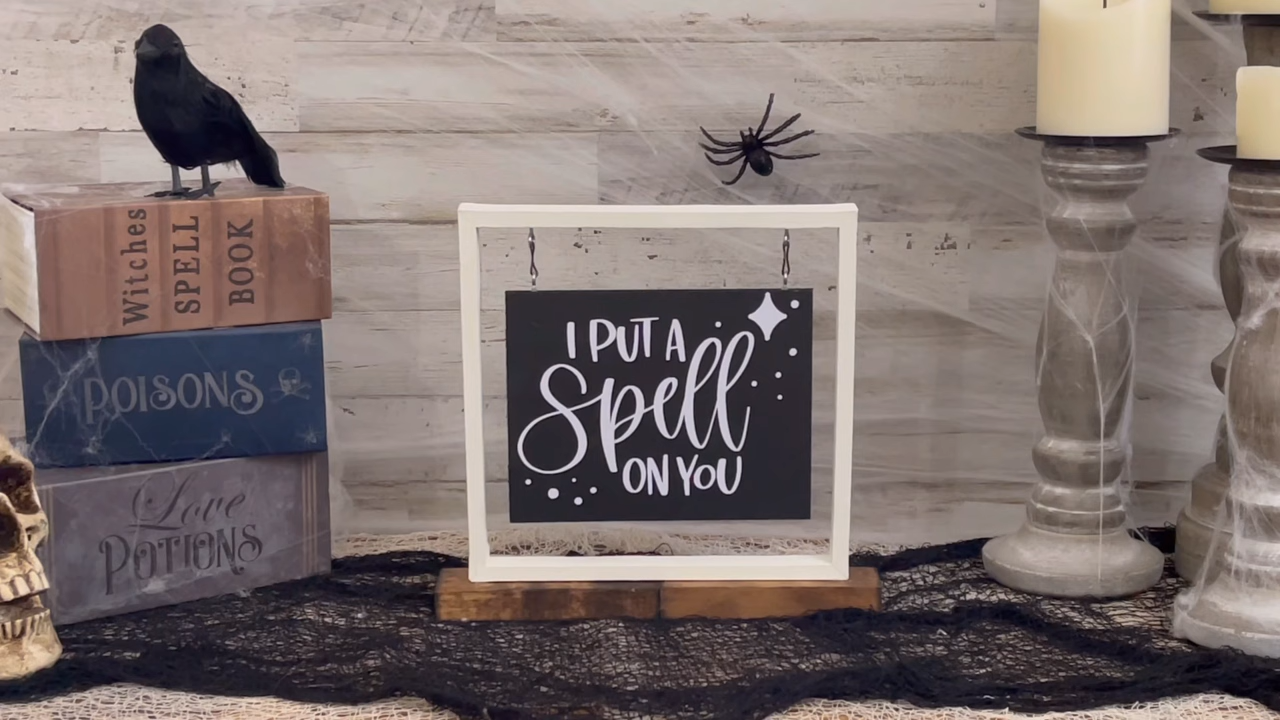 Witches
SPELL
BOOK
POISONS
Love
POTIONS
I PUT A
Spell
ON YOU